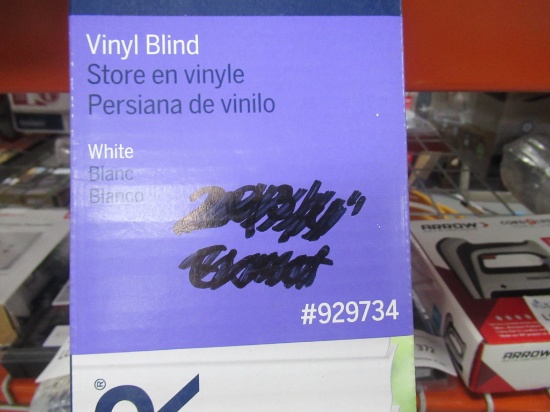 Vinyl Blind
Store en vinyle
Persiana de vinilo
White
Blanc
Blanco
#929734
®
ARROW
ARROW